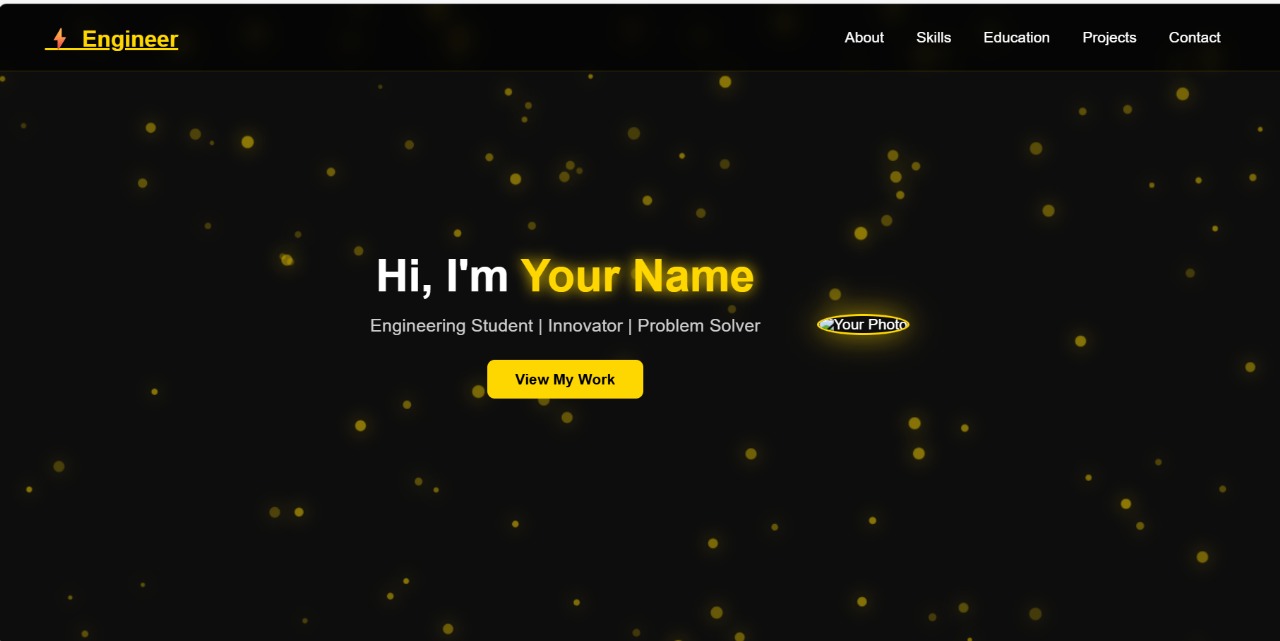 ⚡ Engineer
About Skills Education Projects Contact
Hi, I'm Your Name
Engineering Student | Innovator | Problem Solver
Your Photo
View My Work